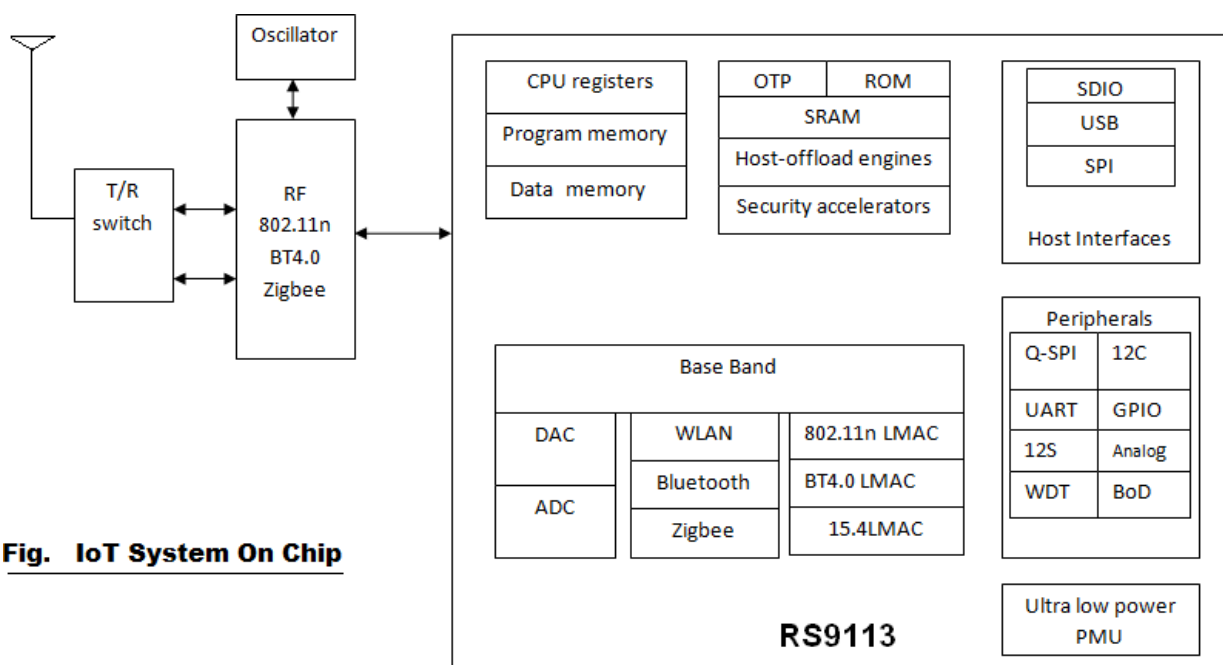 Oscillator
T/R
switch
RF
802.11n
BT4.0
Zigbee
CPU registers
Program memory
Data memory
OTP
ROM
SRAM
Host-offload engines
Security accelerators
SDIO
USB
SPI
Host Interfaces
Peripherals
Q-SPI
12C
UART
GPIO
12S
Analog
WDT
BoD
Base Band
DAC
ADC
WLAN
Bluetooth
Zigbee
802.11n LMAC
BT4.0 LMAC
15.4LMAC
Ultra low power
PMU
RS9113
Fig. IoT System On Chip